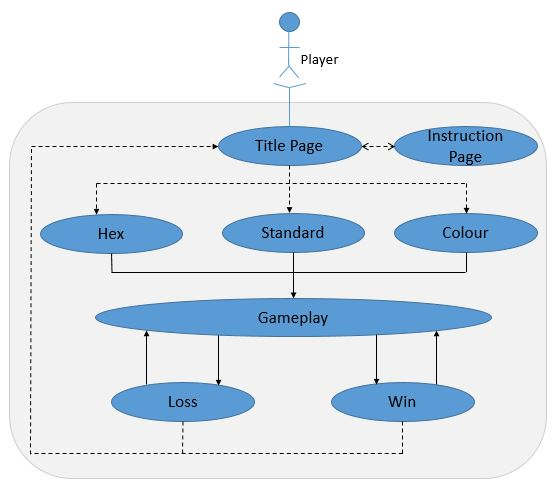 Player
Title Page
Instruction
Page
Hex
Standard
Colour
Gameplay
Loss
Win